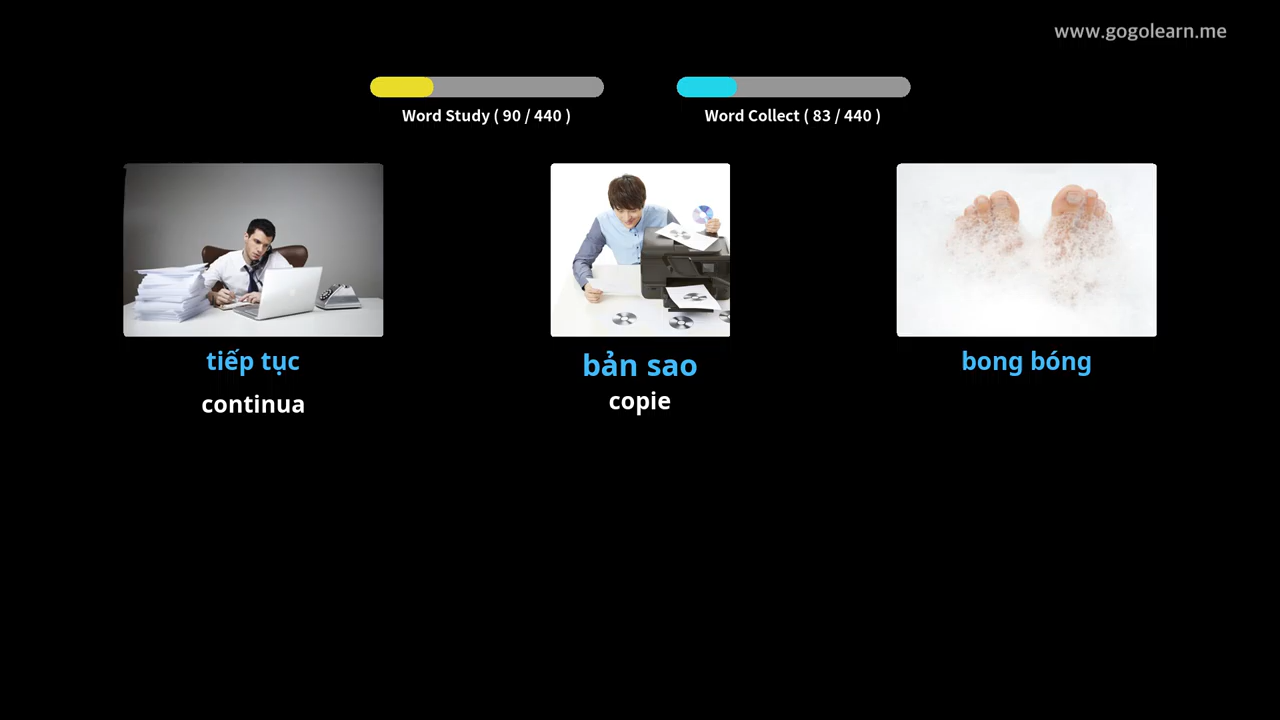 www.gogolearn.me
Word Study ( 90 / 440 )
Word Collect ( 83 / 440 )
tiếp tục
bản sao
bong bóng
continua
copie